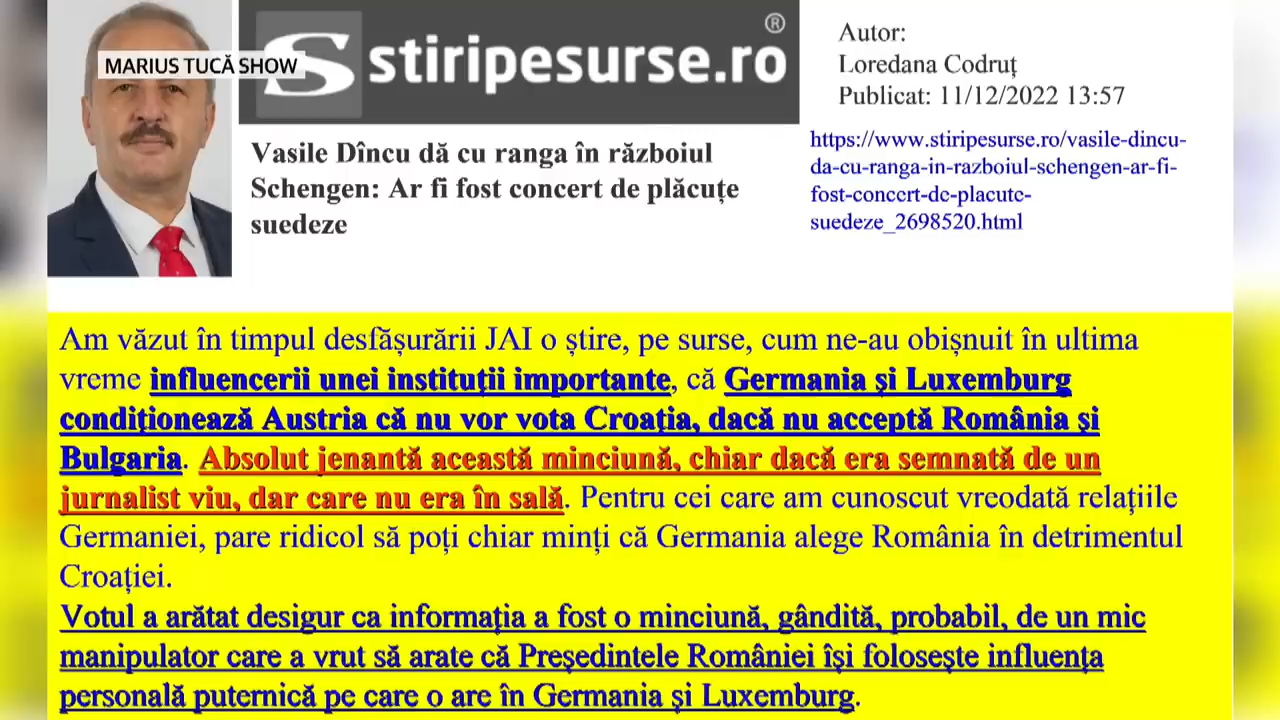 MARIUS TUCĂ SHOW
S stiripesurse.ro ®
Autor:
Loredana Codruț
Publicat: 11/12/2022 13:57
https://www.stiripesurse.ro/vasile-dincu-
da-cu-ranga-in-razboiul-schengen-ar-fi-
fost-concert-de-placute-
suedeze_2698520.html
Vasile Dîncu dă cu ranga în războiul
Schengen: Ar fi fost concert de plăcuțe
suedeze
Am văzut în timpul desfășurării JAI o știre, pe surse, cum ne-au obișnuit în ultima
vreme influencerii unei instituții importante, că Germania și Luxemburg
condiționează Austria că nu vor vota Croația, dacă nu acceptă România și
Bulgaria. Absolut jenantă această minciună, chiar dacă era semnată de un
jurnalist viu, dar care nu era în sală. Pentru cei care am cunoscut vreodată relațiile
Germaniei, pare ridicol să poți chiar minți că Germania alege România în detrimentul
Croației.
Votul a arătat desigur ca informația a fost o minciună, gândită, probabil, de un mic
manipulator care a vrut să arate că Președintele României își folosește influența
personală puternică pe care o are în Germania și Luxemburg.